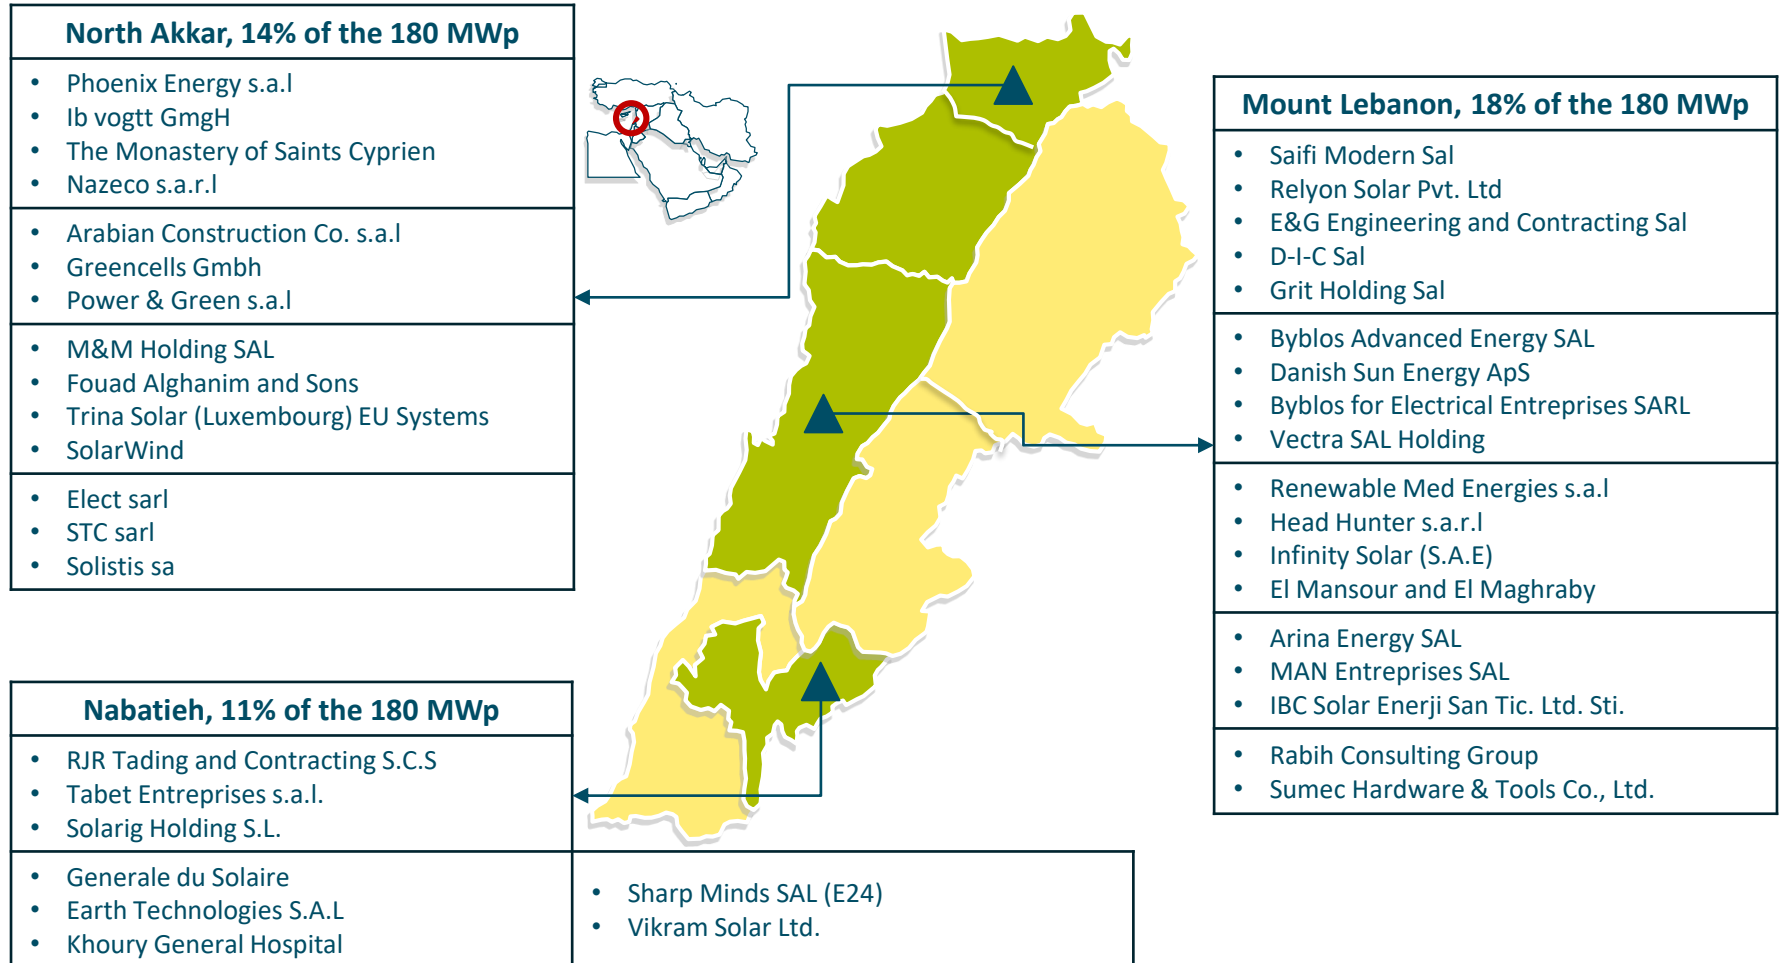 North Akkar, 14% of the 180 MWp
• Phoenix Energy s.a.l
• Ib vogtt GmgH
• The Monastery of Saints Cyprien
• Nazeco s.a.r.l
• Arabian Construction Co. s.a.l
• Greencells Gmbh
• Power & Green s.a.l
• M&M Holding SAL
• Fouad Alghanim and Sons
• Trina Solar (Luxembourg) EU Systems
• SolarWind
• Elect sarl
• STC sarl
• Solistis sa
Nabatieh, 11% of the 180 MWp
• RJR Tading and Contracting S.C.S
• Tabet Entreprises s.a.l.
• Solarig Holding S.L.
• Generale du Solaire
• Earth Technologies S.A.L
• Khoury General Hospital
• Sharp Minds SAL (E24)
• Vikram Solar Ltd.
Mount Lebanon, 18% of the 180 MWp
• Saifi Modern Sal
• Relyon Solar Pvt. Ltd
• E&G Engineering and Contracting Sal
• D-I-C Sal
• Grit Holding Sal
• Byblos Advanced Energy SAL
• Danish Sun Energy ApS
• Byblos for Electrical Entreprises SARL
• Vectra SAL Holding
• Renewable Med Energies s.a.l
• Head Hunter s.a.r.l
• Infinity Solar (S.A.E)
• El Mansour and El Maghraby
• Arina Energy SAL
• MAN Entreprises SAL
• IBC Solar Enerji San Tic. Ltd. Sti.
• Rabih Consulting Group
• Sumec Hardware & Tools Co., Ltd.